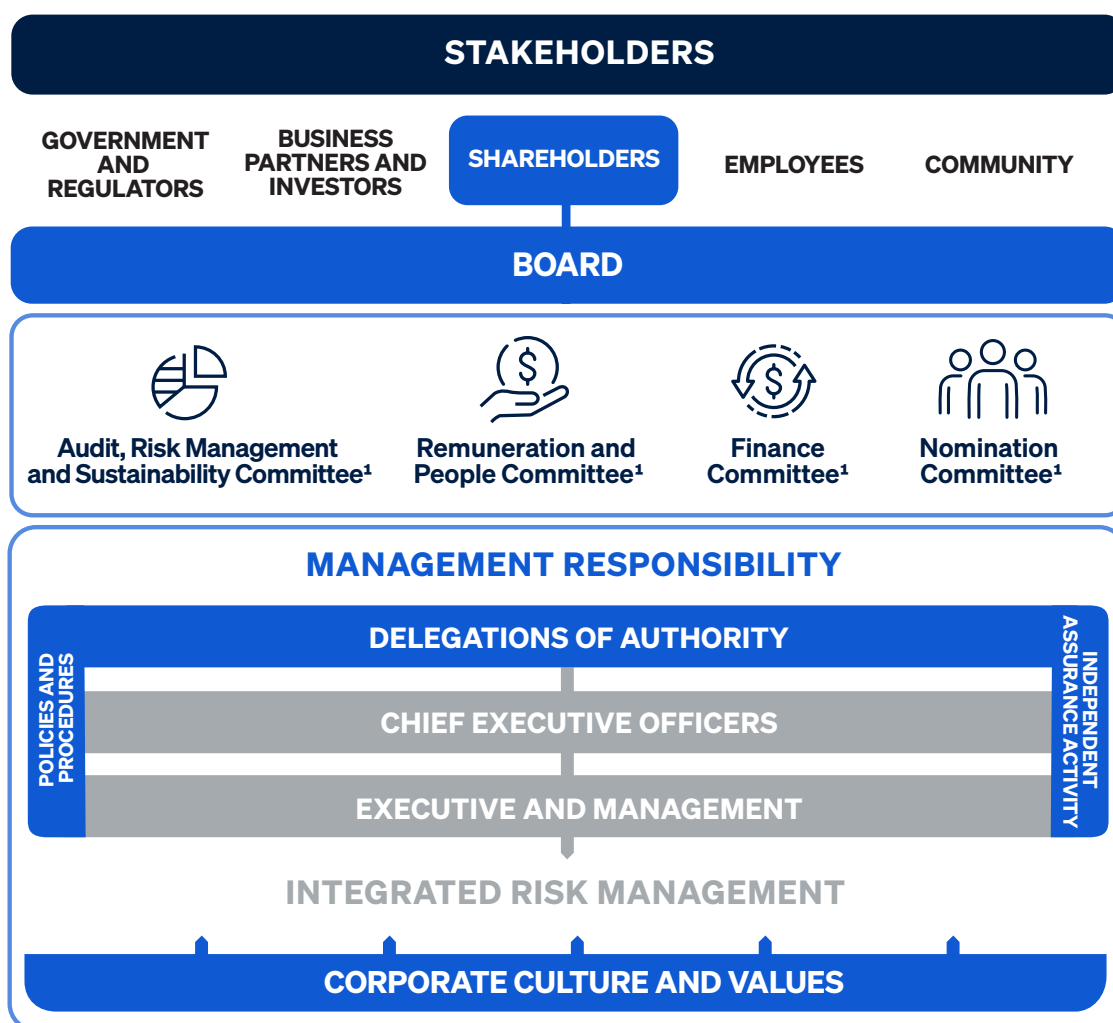 STAKEHOLDERS
GOVERNMENT
AND
REGULATORS
BUSINESS
PARTNERS AND
INVESTORS
SHAREHOLDERS
EMPLOYEES
COMMUNITY
BOARD
$
Audit, Risk Management
and Sustainability Committee¹
$
Remuneration and
People Committee¹
$
Finance
Committee¹
Nomination
Committee¹
MANAGEMENT RESPONSIBILITY
POLICIES AND
PROCEDURES
DELEGATIONS OF AUTHORITY
CHIEF EXECUTIVE OFFICERS
EXECUTIVE AND MANAGEMENT
INDEPENDENT
ASSURANCE ACTIVITY
INTEGRATED RISK MANAGEMENT
CORPORATE CULTURE AND VALUES